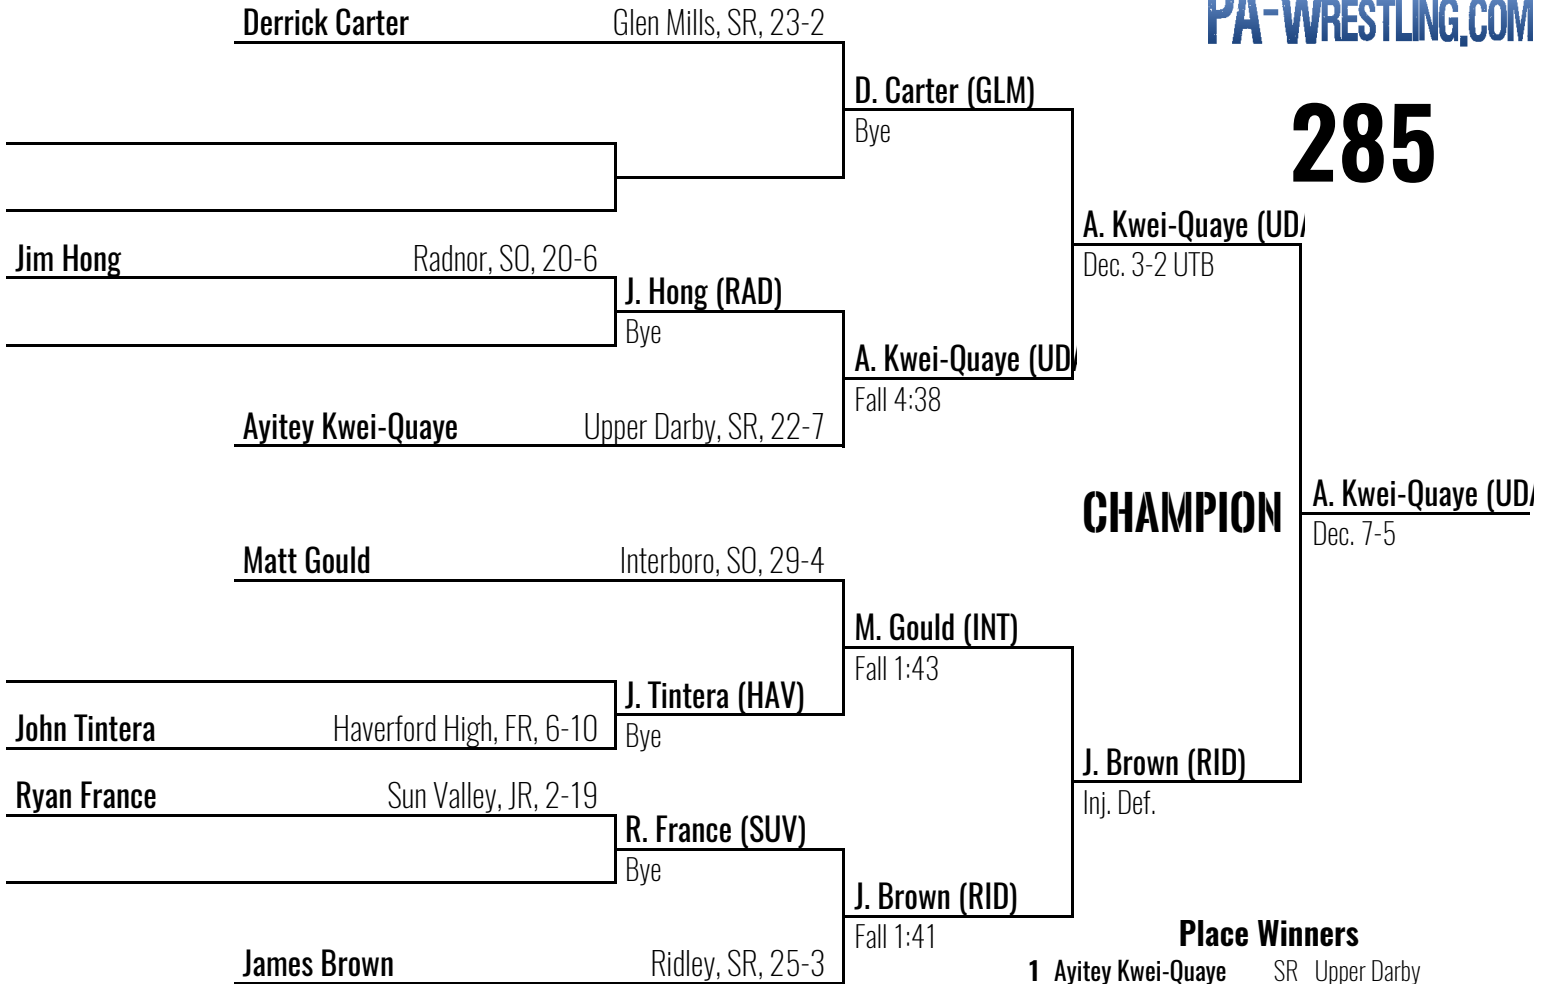 Derrick Carter Glen Mills, SR, 23-2
PA-WRESTLING.COM
D. Carter (GLM)
Bye
285
A. Kwei-Quaye (UDA
Dec. 3-2 UTB
Jim Hong Radnor, SO, 20-6
J. Hong (RAD)
Bye
A. Kwei-Quaye (UDA
Fall 4:38
Ayitey Kwei-Quaye Upper Darby, SR, 22-7
CHAMPION
A. Kwei-Quaye (UDA
Dec. 7-5
Matt Gould Interboro, SO, 29-4
M. Gould (INT)
Fall 1:43
J. Tintera (HAV)
Bye
John Tintera Haverford High, FR, 6-10
J. Brown (RID)
Inj. Def.
Ryan France Sun Valley, JR, 2-19
R. France (SUV)
Bye
J. Brown (RID)
Fall 1:41
James Brown Ridley, SR, 25-3
Place Winners
1 Ayitey Kwei-Quaye SR Upper Darby